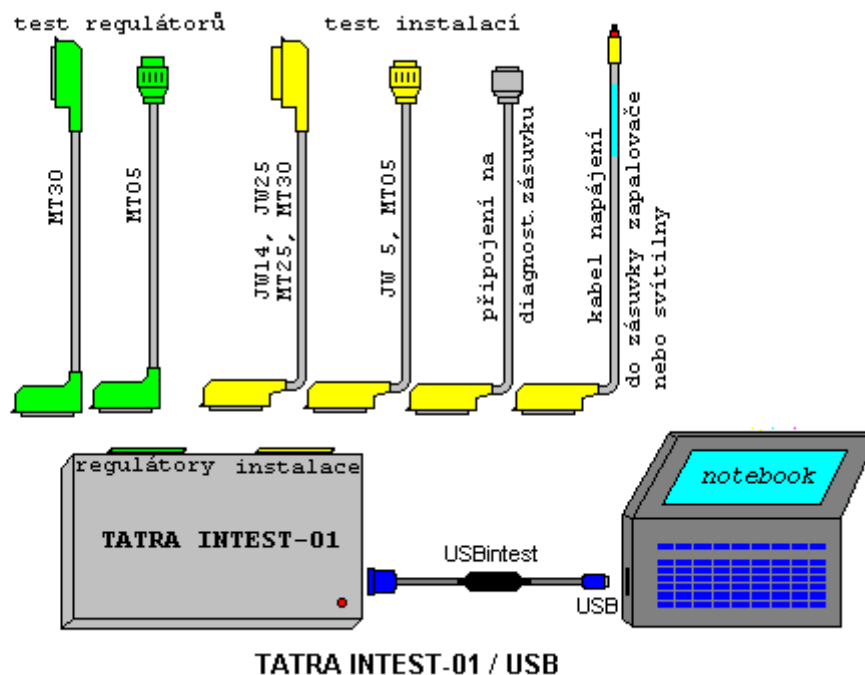 test regulátorů
test instalací
MT30
MT05
JW14, JW25
MT25, MT30
JW 5, MT05
připojení na
diagnost.zásuvku
kabel napájení
do zásuvky zapalovače
nebo svítilny
regulátory
instalace
notebook
TATRA INTEST-01
USBintest
USB
TATRA INTEST-01 / USB